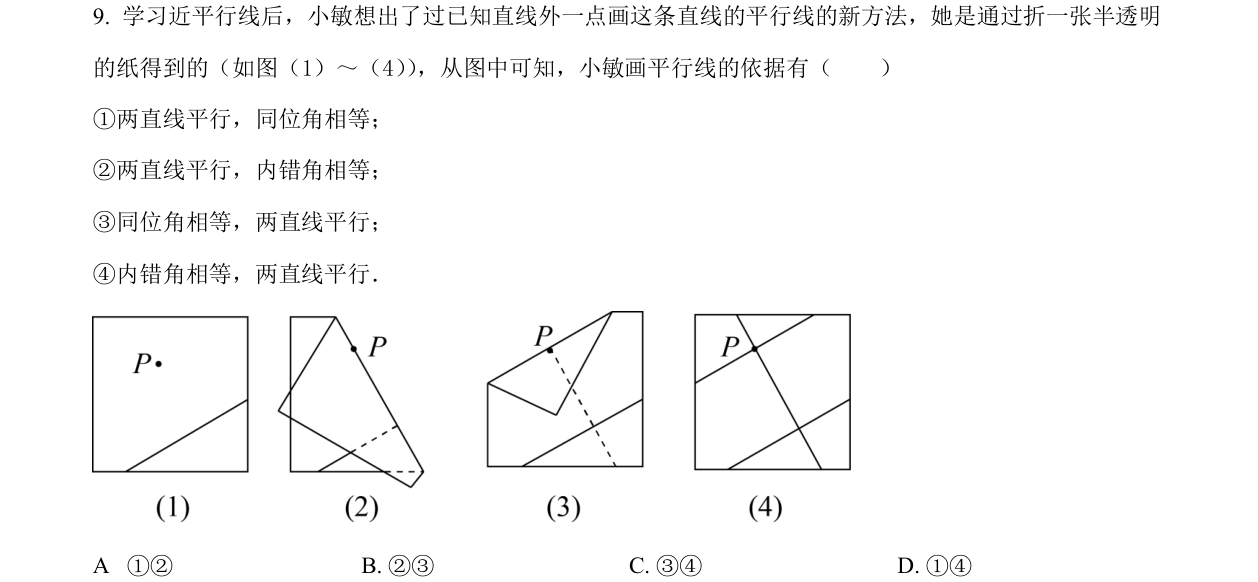 9. 学习近平行线后，小敏想出了过已知直线外一点画这条直线的平行线的新方法，她是通过折一张半透明
的纸得到的（如图（1）～（4）），从图中可知，小敏画平行线的依据有（　　）
①两直线平行，同位角相等；
②两直线平行，内错角相等；
③同位角相等，两直线平行；
④内错角相等，两直线平行．
P P P P
(1) (2) (3) (4)
A ①② B. ②③ C. ③④ D. ①④